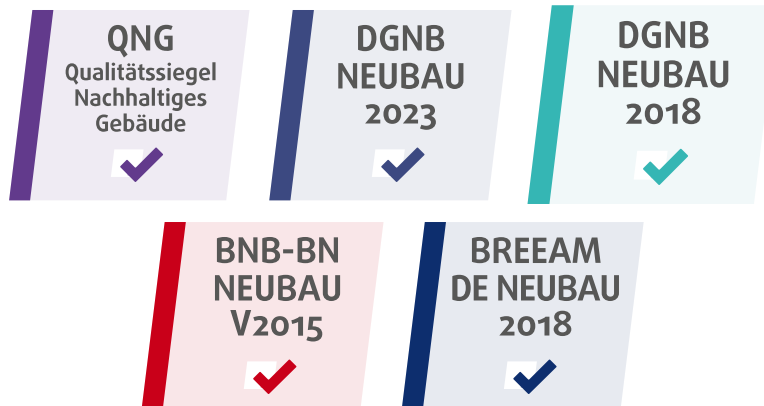 QNG
Qualitätssiegel
Nachhaltiges
Gebäude
DGNB
NEUBAU
2023
DGNB
NEUBAU
2018
BNB-BN
NEUBAU
V2015
BREEAM
DE NEUBAU
2018